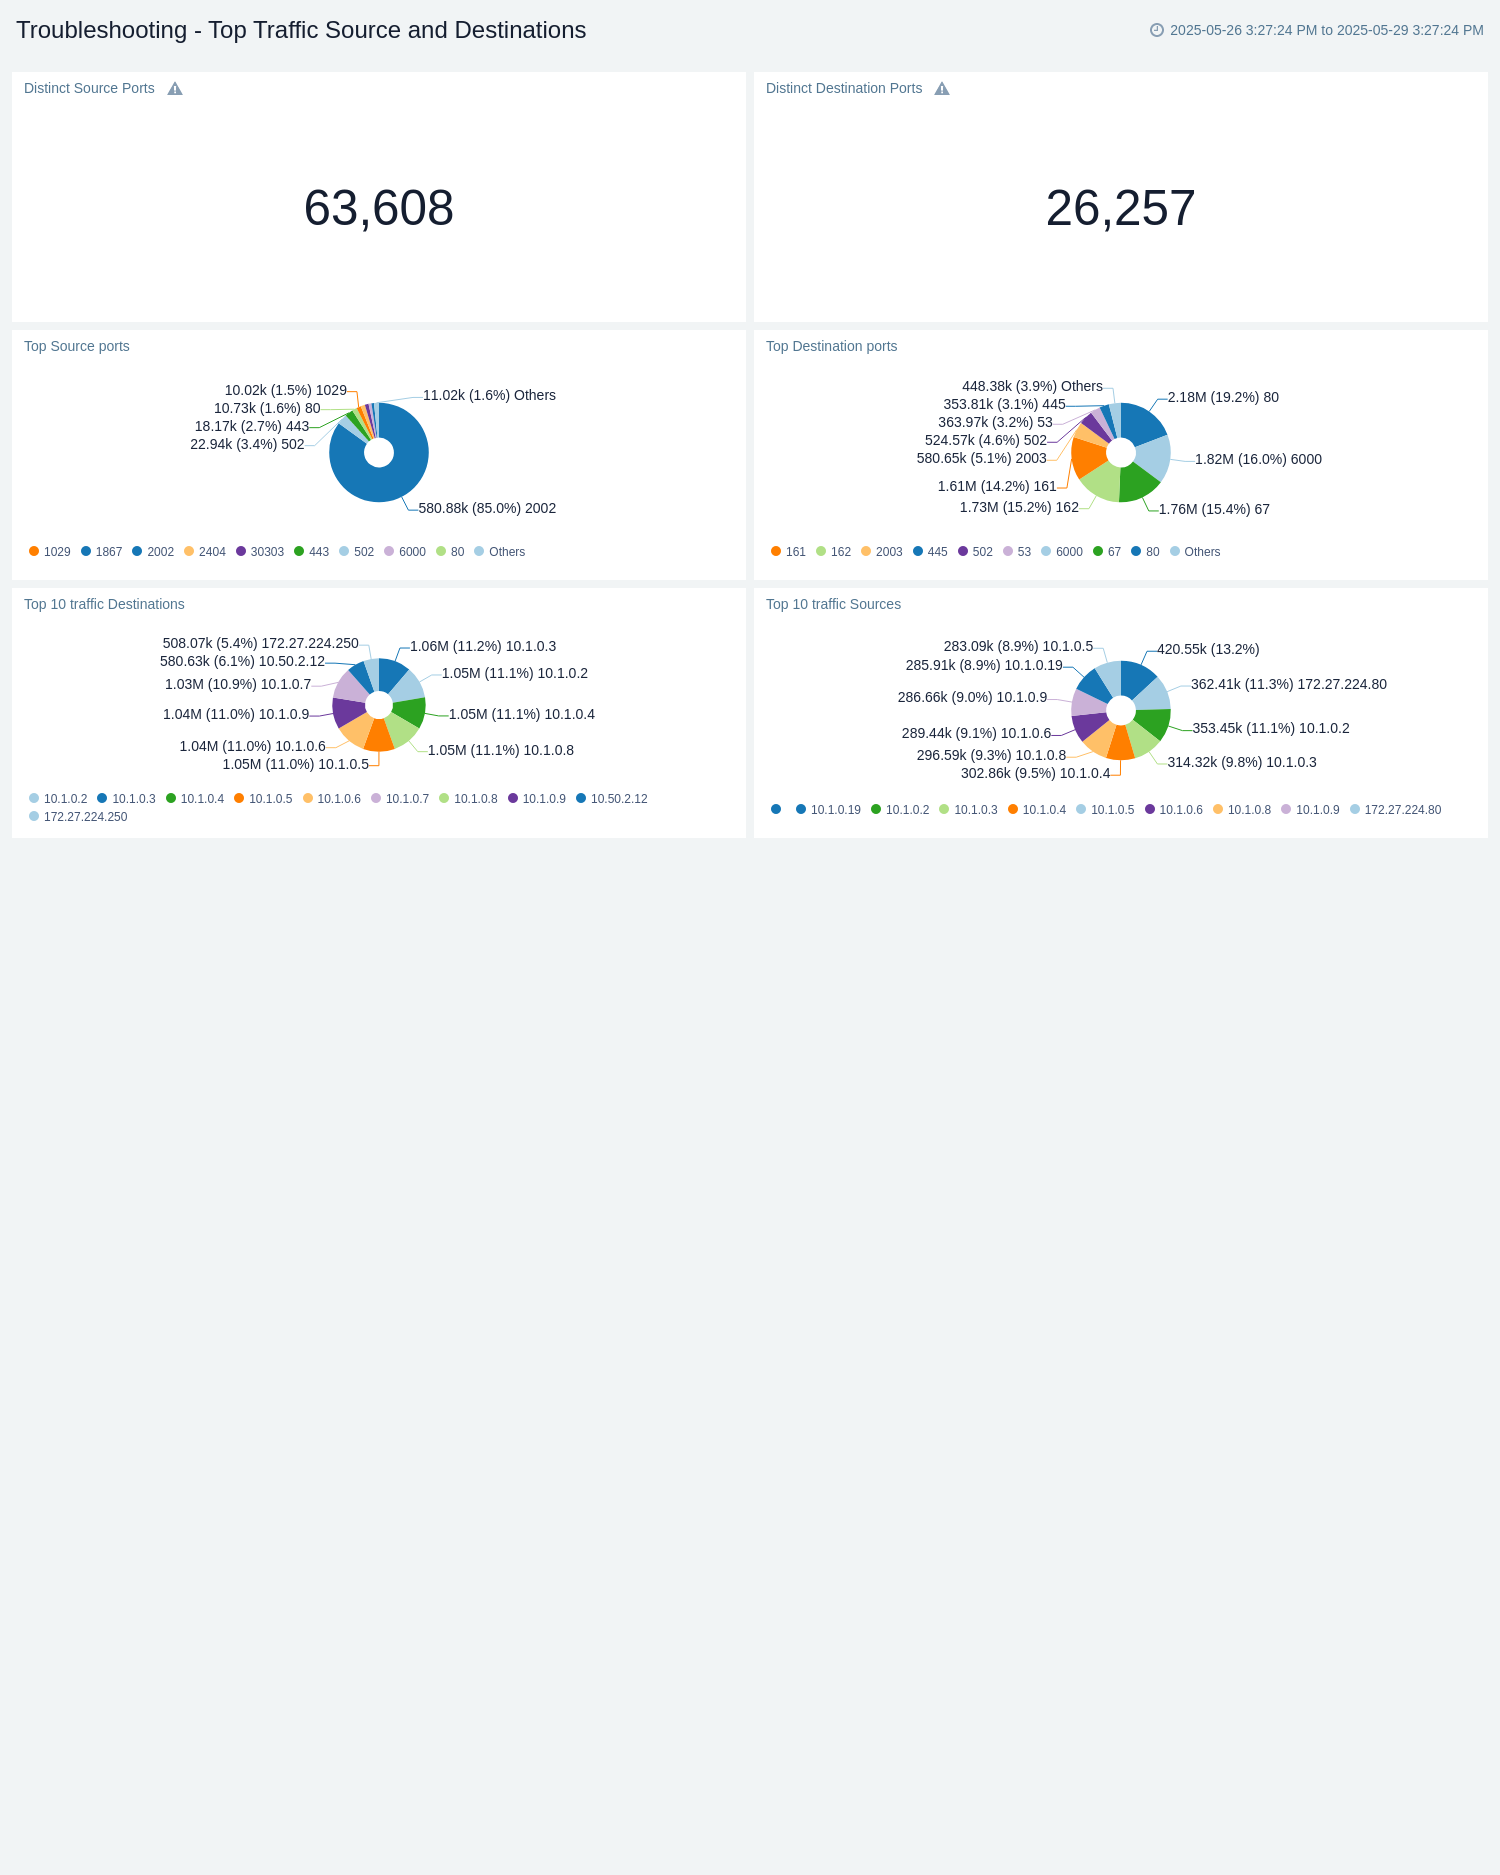 Troubleshooting - Top Traffic Source and Destinations
2025-05-26 3:27:24 PM to 2025-05-29 3:27:24 PM
Distinct Source Ports
63,608
Distinct Destination Ports
26,257
Top Source ports
10.02k (1.5%) 1029
11.02k (1.6%) Others
10.73k (1.6%) 80
18.17k (2.7%) 443
22.94k (3.4%) 502
580.88k (85.0%) 2002
1029 1867 2002 2404 30303 443 502 6000 80 Others
Top Destination ports
448.38k (3.9%) Others
2.18M (19.2%) 80
353.81k (3.1%) 445
363.97k (3.2%) 53
524.57k (4.6%) 502
580.65k (5.1%) 2003
1.82M (16.0%) 6000
1.61M (14.2%) 161
1.73M (15.2%) 162
1.76M (15.4%) 67
161 162 2003 445 502 53 6000 67 80 Others
Top 10 traffic Destinations
508.07k (5.4%) 172.27.224.250
1.06M (11.2%) 10.1.0.3
580.63k (6.1%) 10.50.2.12
1.05M (11.1%) 10.1.0.2
1.03M (10.9%) 10.1.0.7
1.04M (11.0%) 10.1.0.9
1.05M (11.1%) 10.1.0.4
1.04M (11.0%) 10.1.0.6
1.05M (11.1%) 10.1.0.8
1.05M (11.0%) 10.1.0.5
10.1.0.2 10.1.0.3 10.1.0.4 10.1.0.5 10.1.0.6 10.1.0.7 10.1.0.8 10.1.0.9 10.50.2.12
172.27.224.250
Top 10 traffic Sources
283.09k (8.9%) 10.1.0.5
420.55k (13.2%)
285.91k (8.9%) 10.1.0.19
362.41k (11.3%) 172.27.224.80
286.66k (9.0%) 10.1.0.9
353.45k (11.1%) 10.1.0.2
289.44k (9.1%) 10.1.0.6
296.59k (9.3%) 10.1.0.8
314.32k (9.8%) 10.1.0.3
302.86k (9.5%) 10.1.0.4
10.1.0.19 10.1.0.2 10.1.0.3 10.1.0.4 10.1.0.5 10.1.0.6 10.1.0.8 10.1.0.9 172.27.224.80